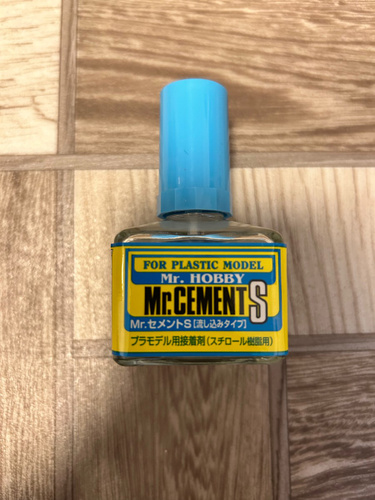 FOR PLASTIC MODEL
Mr. HOBBY
Mr.CEMENT S
Mr.セメントS[流し込みタイプ]
プラモデル用接着剤(スチロール樹脂用)